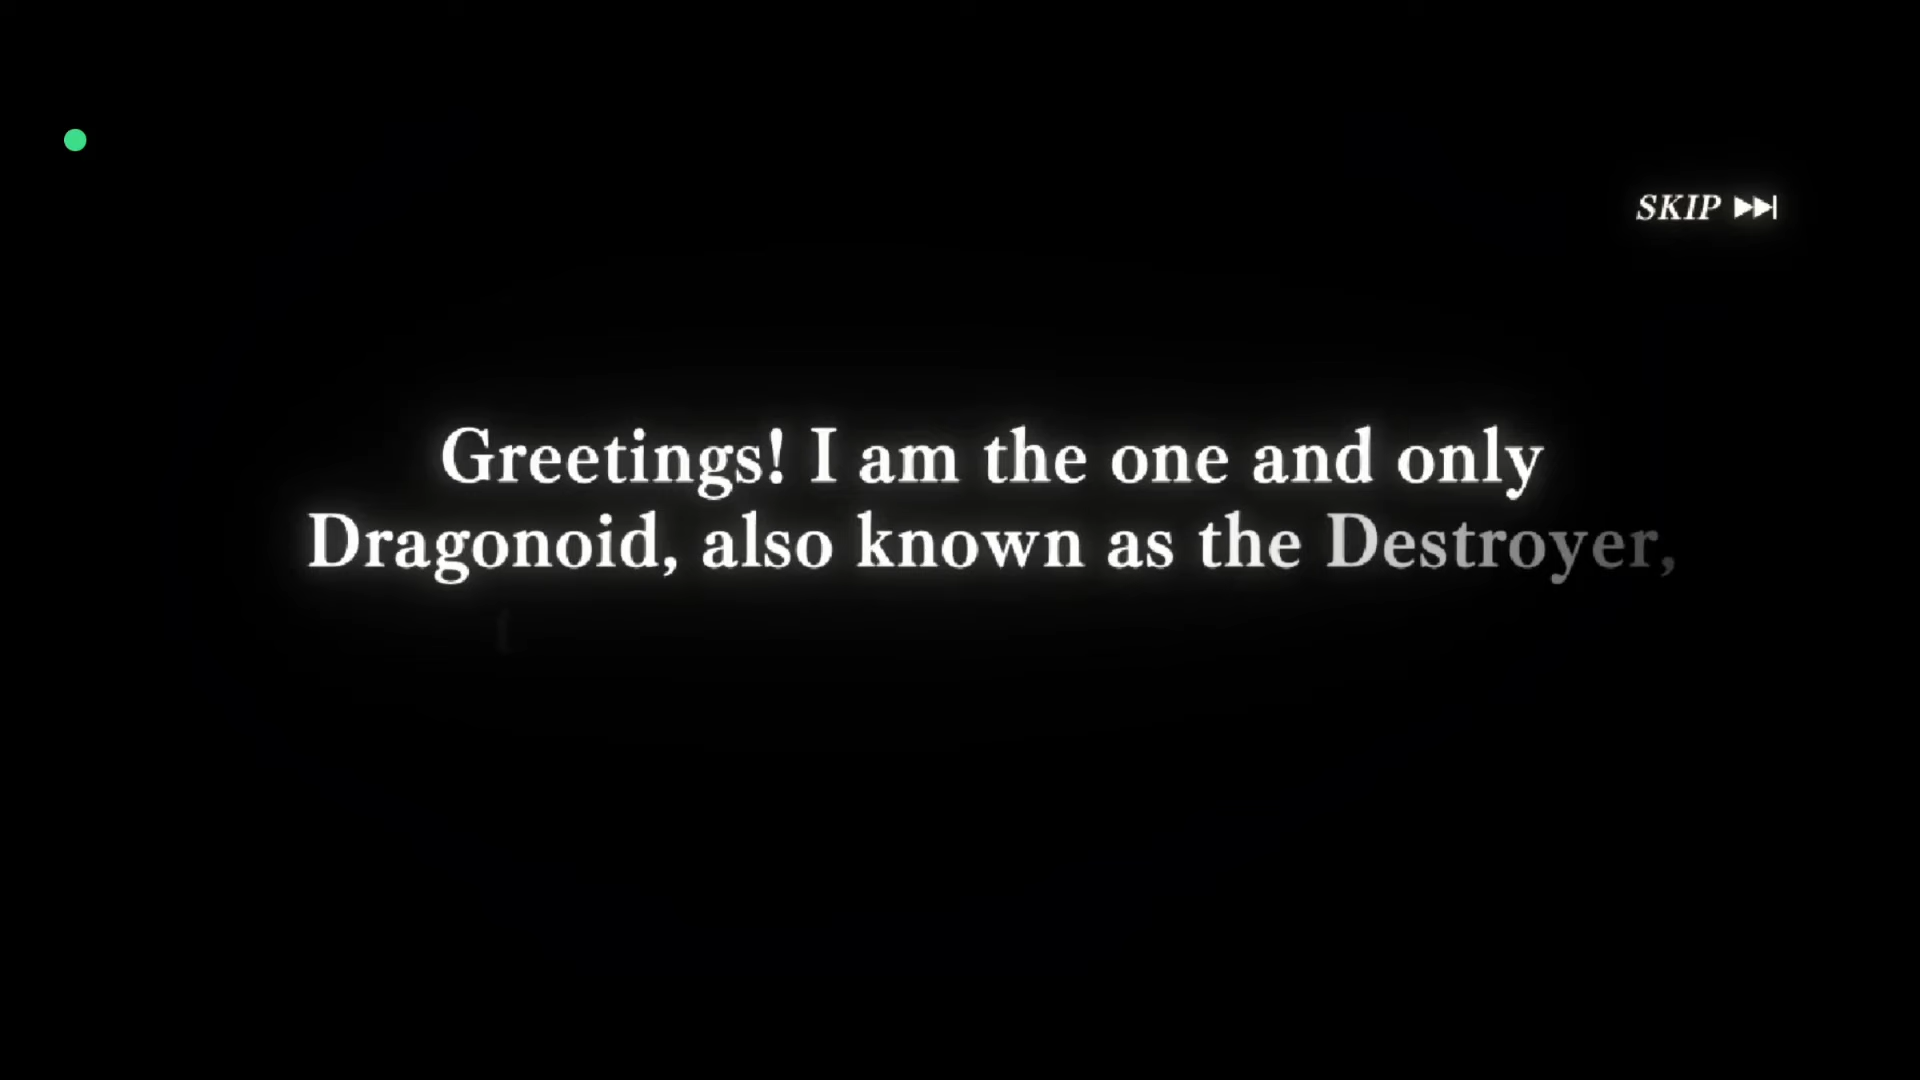 SKIP
Greetings! I am the one and only
Dragonoid, also known as the Destroyer,